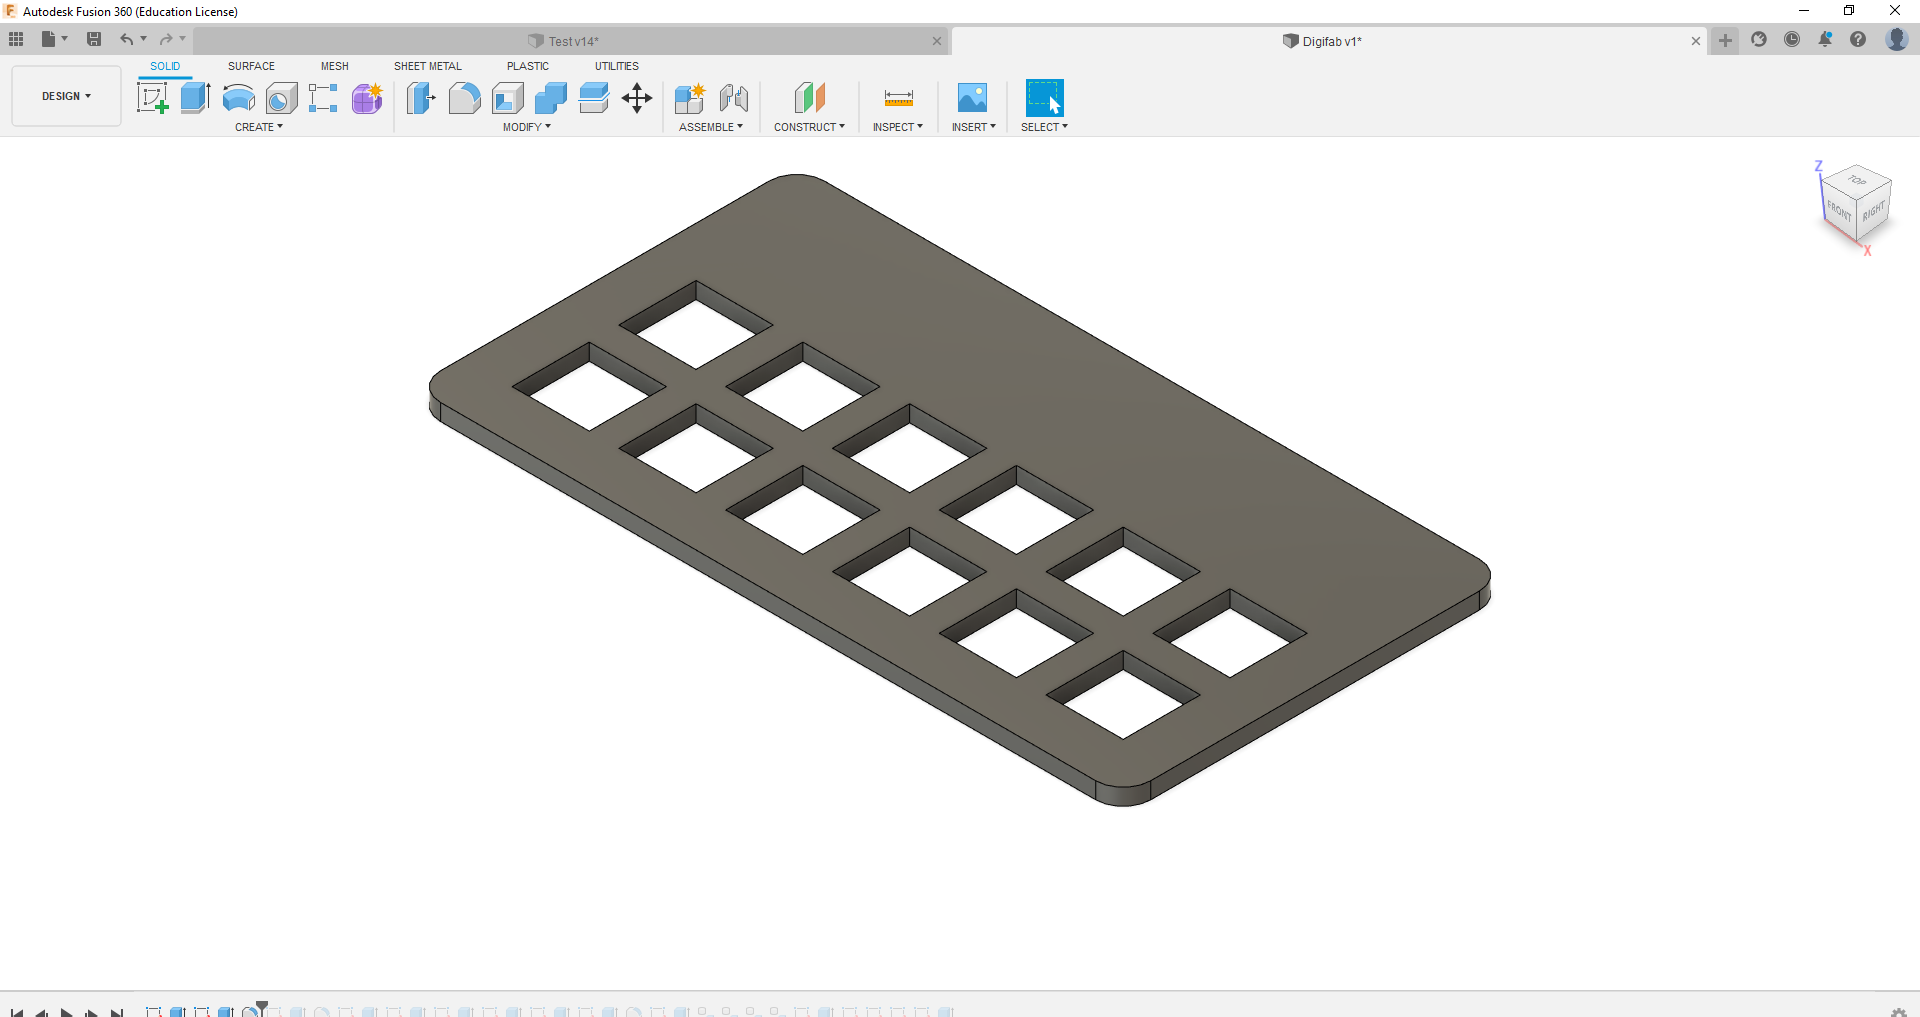 Autodesk Fusion 360 (Education License)
Test v14*
Digifab v1*
SOLID SURFACE MESH SHEET METAL PLASTIC UTILITIES
DESIGN
CREATE MODIFY ASSEMBLE CONSTRUCT INSPECT INSERT SELECT
Z
TOP
FRONT RIGHT
X